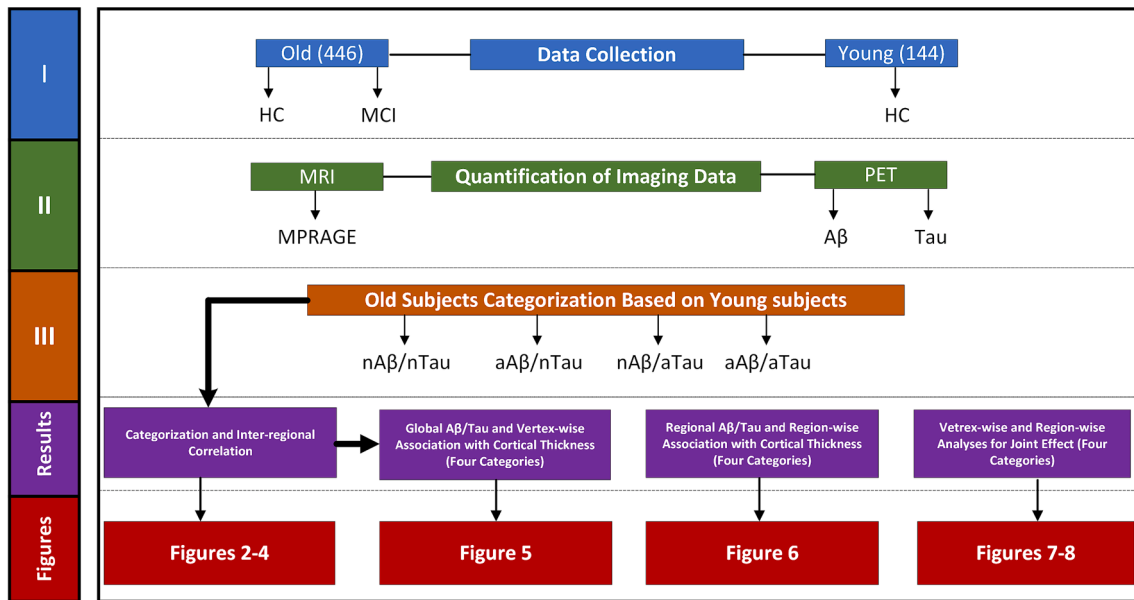 I
Old (446)
Data Collection
Young (144)
HC
MCI
HC
II
MRI
Quantification of Imaging Data
PET
MPRAGE
Aβ
Tau
III
Old Subjects Categorization Based on Young subjects
nAβ/nTau
aAβ/nTau
nAβ/aTau
aAβ/aTau
Results
Categorization and Inter-regional
Correlation
Global Aβ/Tau and Vertex-wise
Association with Cortical Thickness
(Four Categories)
Regional Aβ/Tau and Region-wise
Association with Cortical Thickness
(Four Categories)
Vetrex-wise and Region-wise
Analyses for Joint Effect (Four
Categories)
Figures
Figures 2-4
Figure 5
Figure 6
Figures 7-8